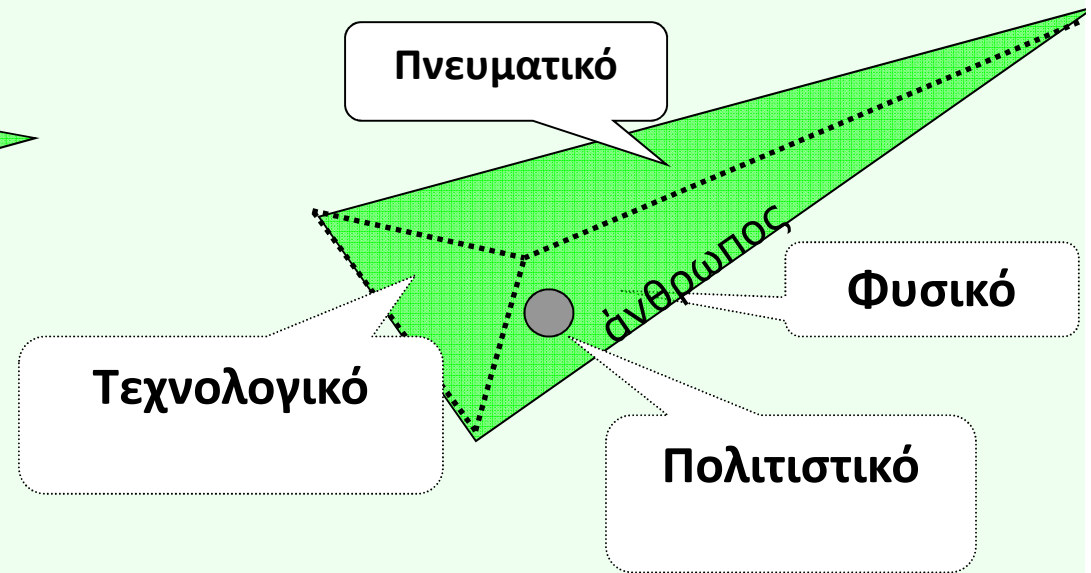 Πνευματικό
άνθρωπος
Φυσικό
Τεχνολογικό
Πολιτιστικό